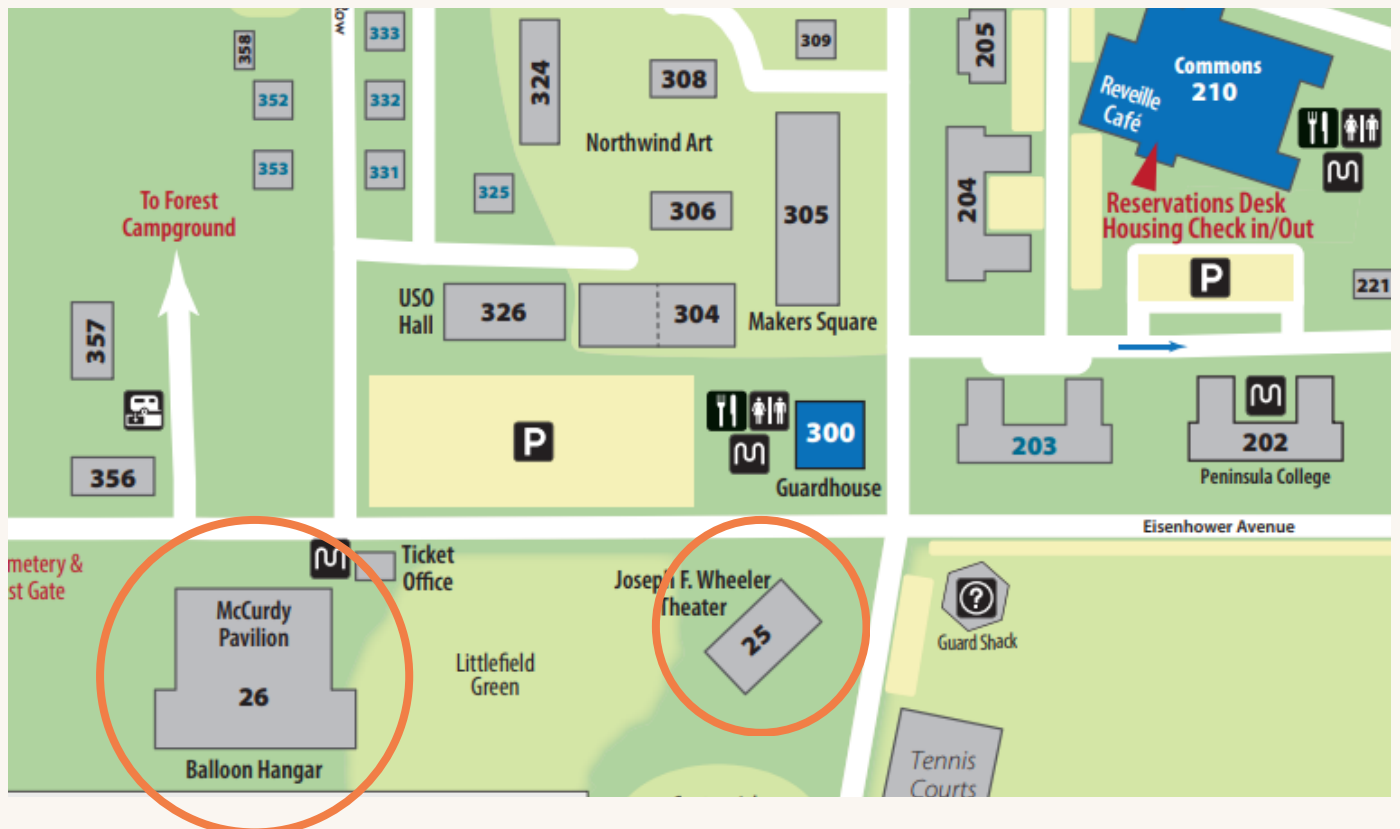 358
352
353
333
332
331
To Forest
Campground
357
356
324
325
308
309
Northwind Art
306
305
USO
Hall
326
304
Makers Square
P
300
Guardhouse
205
204
Commons
210
Reveille
Café
Reservations Desk
Housing Check in/Out
P
221
203
202
Peninsula College
Eisenhower Avenue
metery &
st Gate
Ticket
Office
McCurdy
Pavilion
26
Balloon Hangar
Littlefield
Green
Joseph F. Wheeler
Theater
25
?
Guard Shack
Tennis
Courts